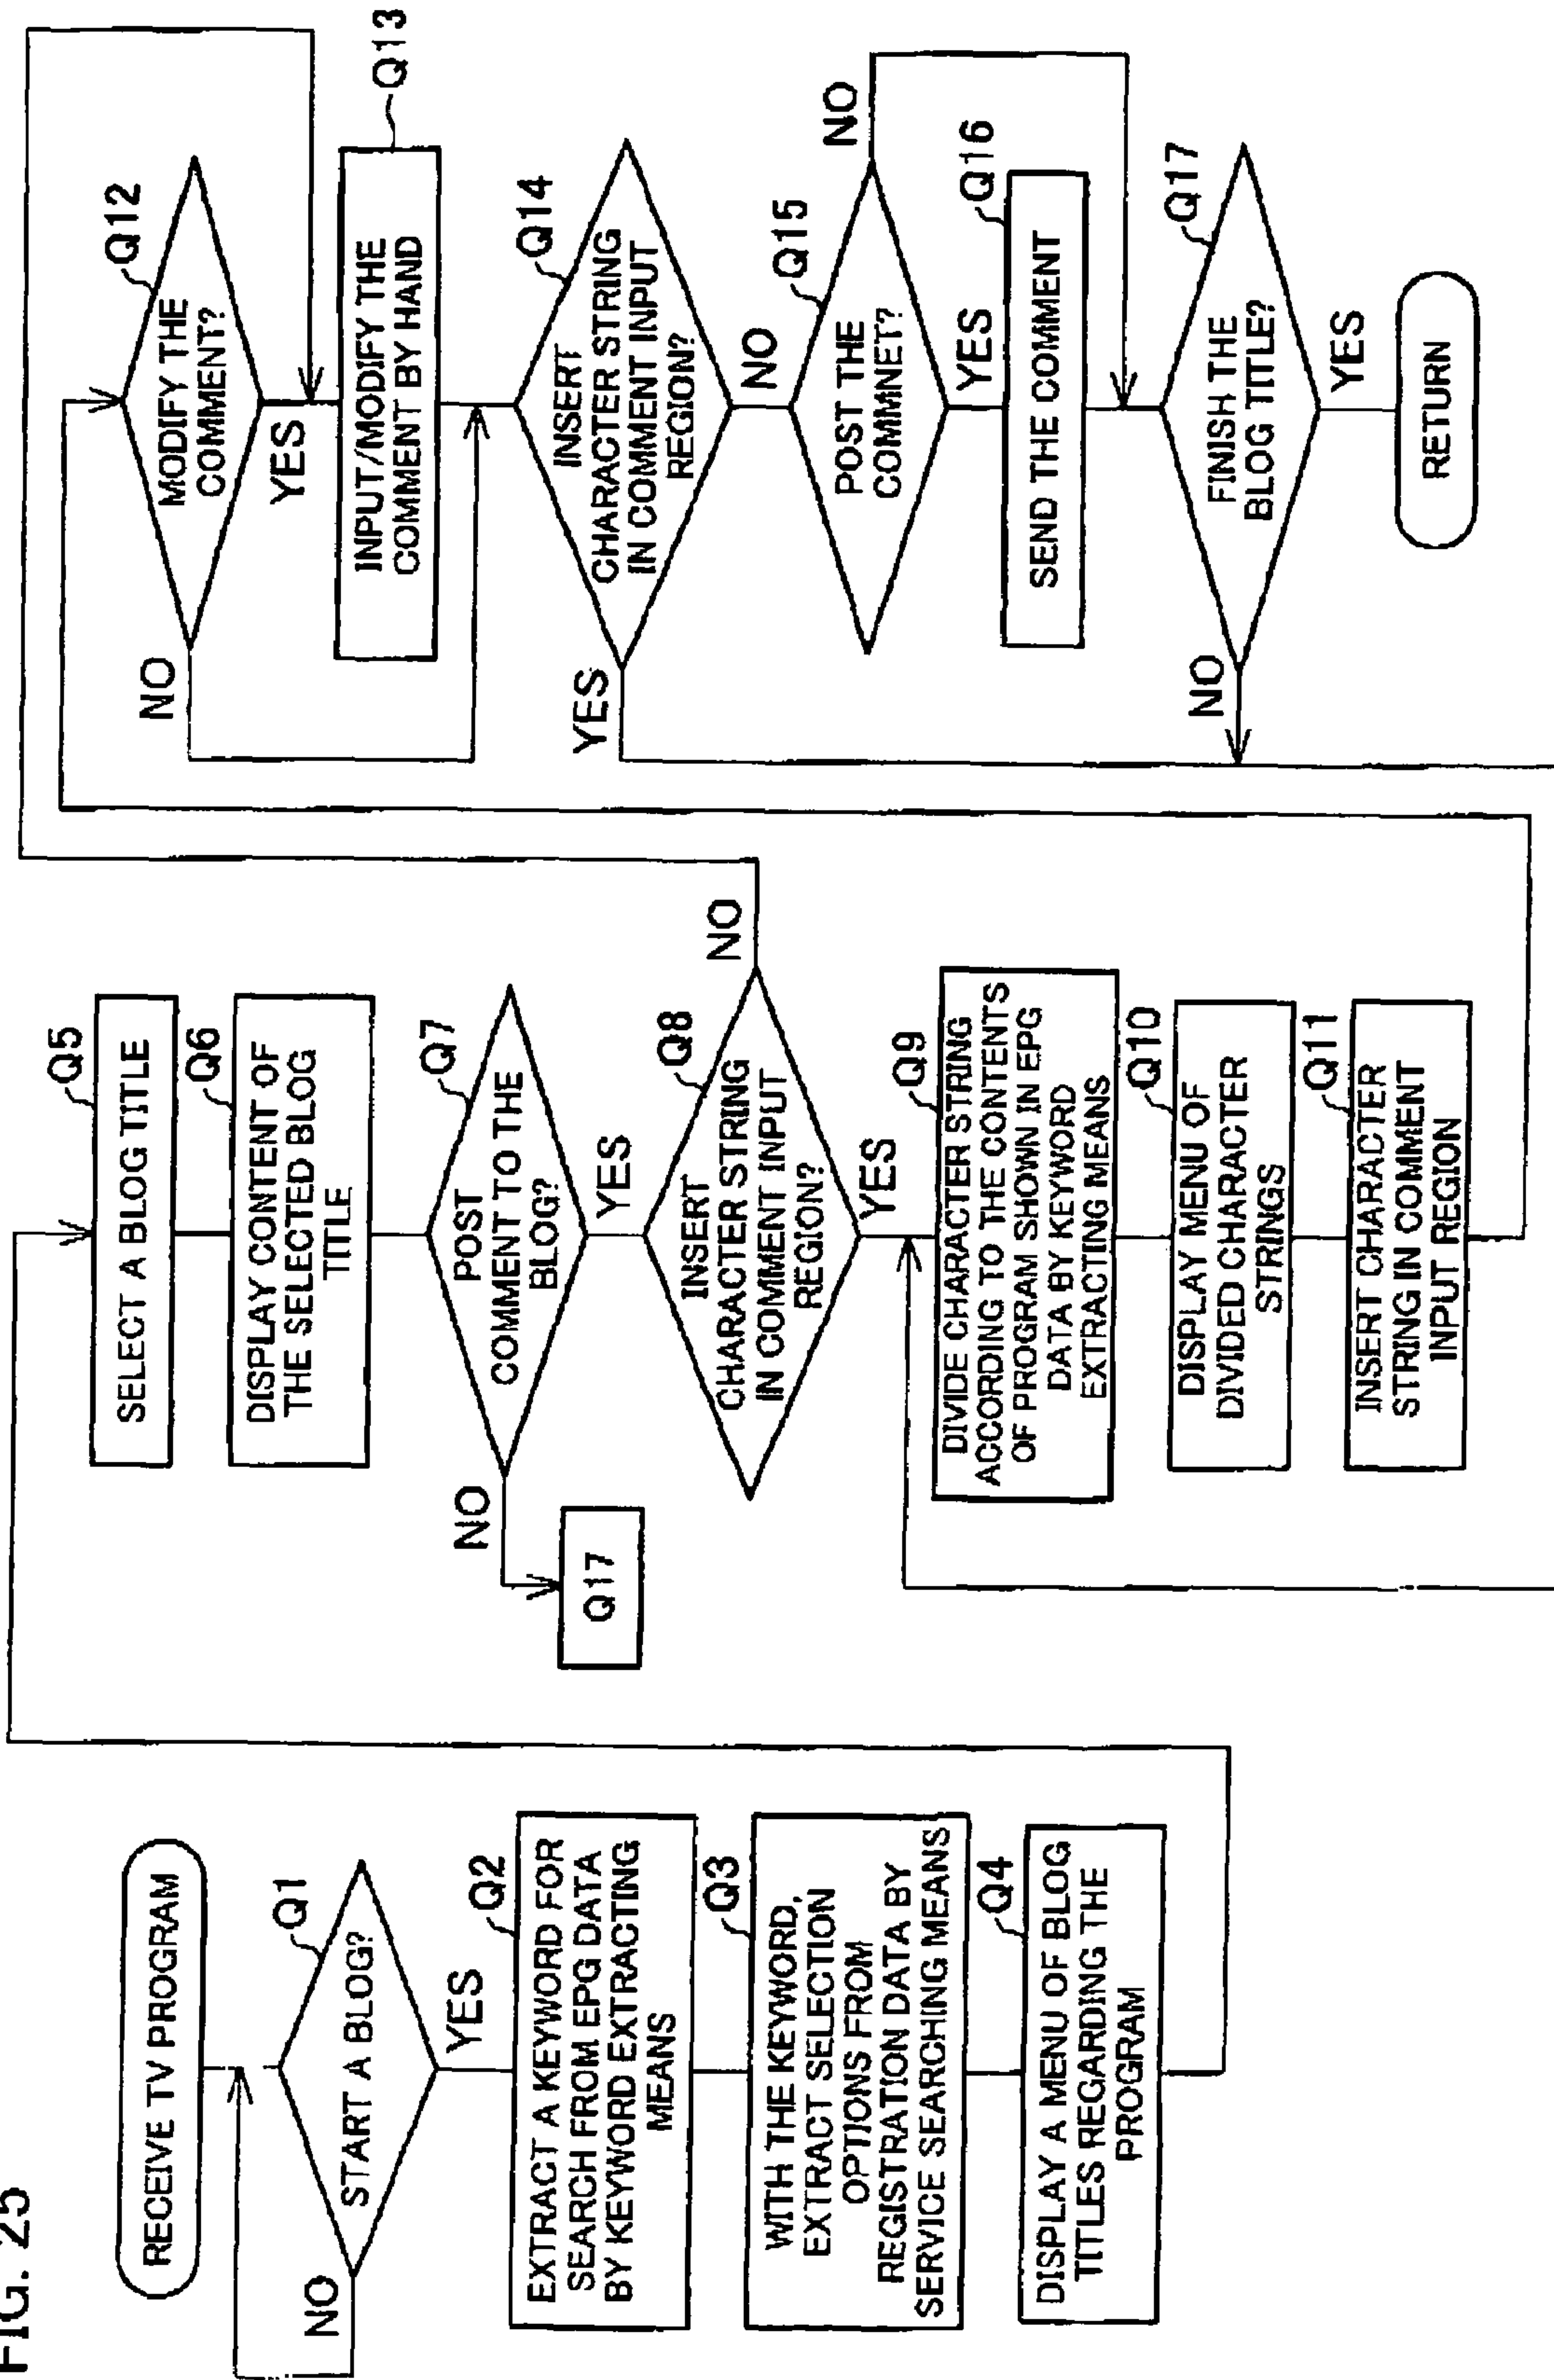 FIG. 25
RECEIVE TV PROGRAM
Q1
START A BLOG?
NO
YES
Q2
EXTRACT A KEYWORD FOR
SEARCH FROM EPG DATA
BY KEYWORD EXTRACTING
MEANS
Q3
WITH THE KEYWORD,
EXTRACT SELECTION
OPTIONS FROM
REGISTRATION DATA BY
SERVICE SEARCHING MEANS
Q4
DISPLAY A MENU OF BLOG
TITLES REGARDING THE
PROGRAM
Q5
SELECT A BLOG TITLE
Q6
DISPLAY CONTENT OF
THE SELECTED BLOG
TITLE
Q7
POST
COMMENT TO THE
BLOG?
NO
Q17
YES
Q8
INSERT
CHARACTER STRING
IN COMMENT INPUT
REGION?
NO
YES
Q9
DIVIDE CHARACTER STRING
ACCORDING TO THE CONTENTS
OF PROGRAM SHOWN IN EPG
DATA BY KEYWORD
EXTRACTING MEANS
Q10
DISPLAY MENU OF
DIVIDED CHARACTER
STRINGS
Q11
INSERT CHARACTER
STRING IN COMMENT
INPUT REGION
Q12
MODIFY THE
COMMENT?
NO
YES
Q13
INPUT/MODIFY THE
COMMENT BY HAND
Q14
INSERT
CHARACTER STRING
IN COMMENT INPUT
REGION?
YES
NO
Q15
POST THE
COMMNET?
NO
YES
Q16
SEND THE COMMENT
Q17
FINISH THE
BLOG TITLE?
NO
YES
RETURN